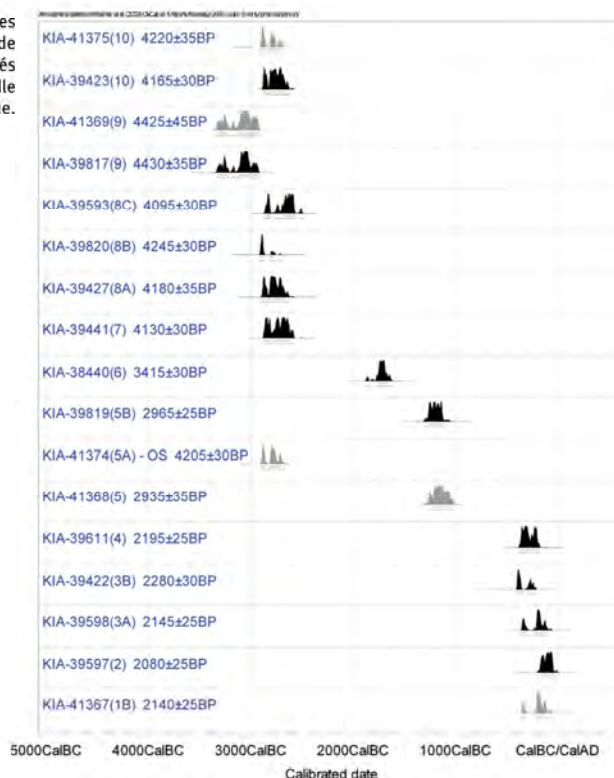 es
de
és
lle
e.
KIA-41375(10) 4220±35BP
KIA-39423(10) 4165±30BP
KIA-41369(9) 4425±45BP
KIA-39817(9) 4430±35BP
KIA-39593(8C) 4095±30BP
KIA-39820(8B) 4245±30BP
KIA-39427(8A) 4180±35BP
KIA-39441(7) 4130±30BP
KIA-38440(6) 3415±30BP
KIA-39819(5B) 2965±25BP
KIA-41374(5A) - OS 4205±30BP
KIA-41368(5) 2935±35BP
KIA-39611(4) 2195±25BP
KIA-39422(3B) 2280±30BP
KIA-39598(3A) 2145±25BP
KIA-39597(2) 2080±25BP
KIA-41367(1B) 2140±25BP
5000CalBC 4000CalBC 3000CalBC 2000CalBC 1000CalBC CalBC/CalAD
Calibrated date